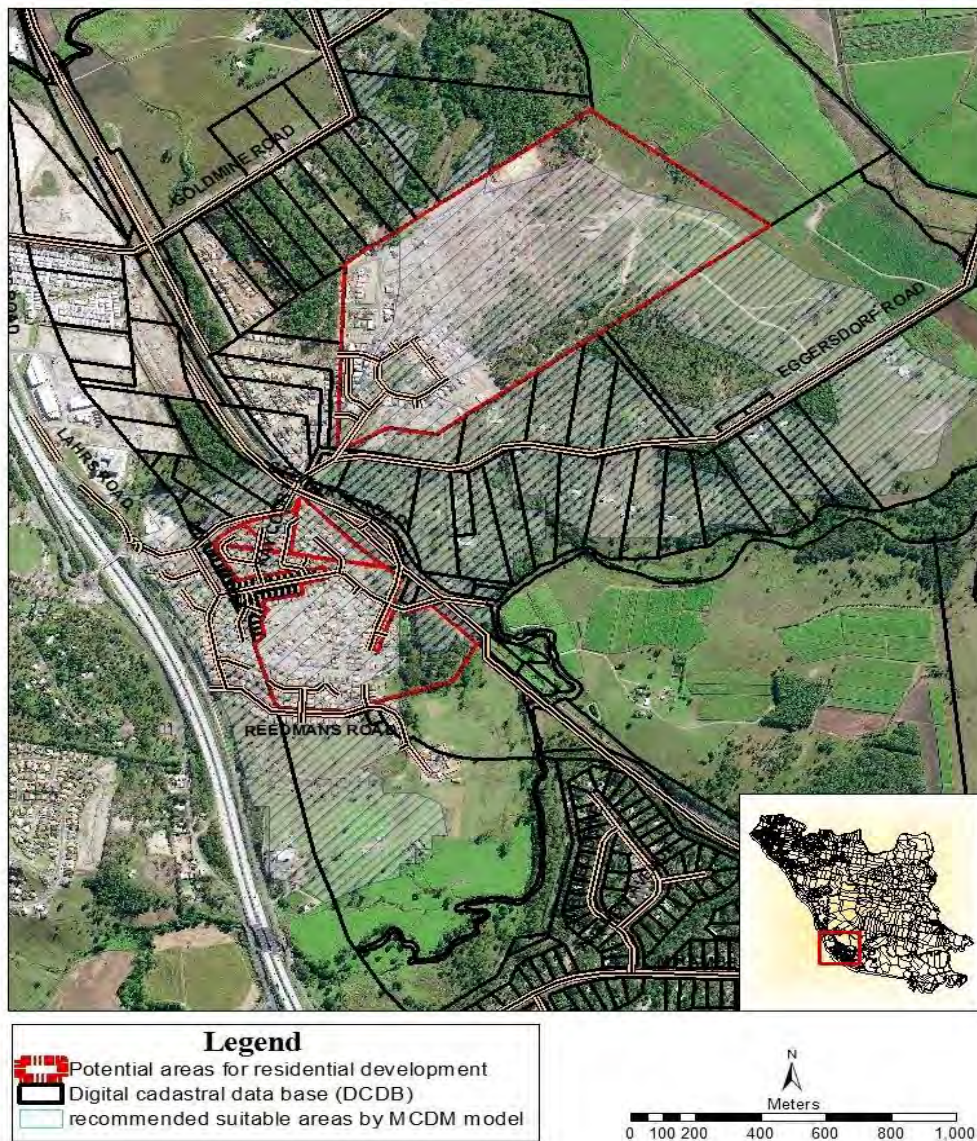 GOLDMINE ROAD
EGGERSDORF ROAD
LAHRS ROAD
REEDMANS ROAD
Legend
Potential areas for residential development
Digital cadastral data base (DCDB)
recommended suitable areas by MCDM model
N
Meters
0 100 200 400 600 800 1,000